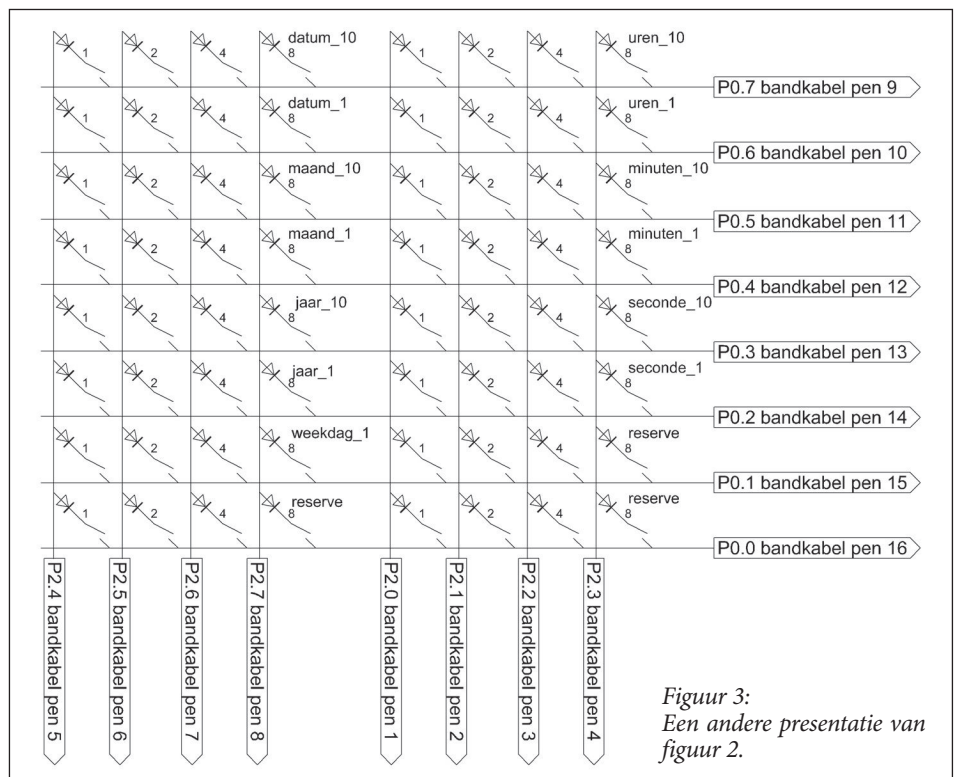 datum_10 uren_10
1 2 4 8 1 2 4 8
P0.7 bandkabel pen 9
datum_1 uren_1
1 2 4 8 1 2 4 8
P0.6 bandkabel pen 10
maand_10 minuten_10
1 2 4 8 1 2 4 8
P0.5 bandkabel pen 11
maand_1 minuten_1
1 2 4 8 1 2 4 8
P0.4 bandkabel pen 12
jaar_10 seconde_10
1 2 4 8 1 2 4 8
P0.3 bandkabel pen 13
jaar_1 seconde_1
1 2 4 8 1 2 4 8
P0.2 bandkabel pen 14
weekdag_1 reserve
1 2 4 8 1 2 4 8
P0.1 bandkabel pen 15
reserve reserve
1 2 4 8 1 2 4 8
P0.0 bandkabel pen 16
P2.4 bandkabel pen 5
P2.5 bandkabel pen 6
P2.6 bandkabel pen 7
P2.7 bandkabel pen 8
P2.0 bandkabel pen 1
P2.1 bandkabel pen 2
P2.2 bandkabel pen 3
P2.3 bandkabel pen 4
Figuur 3:
Een andere presentatie van
figuur 2.